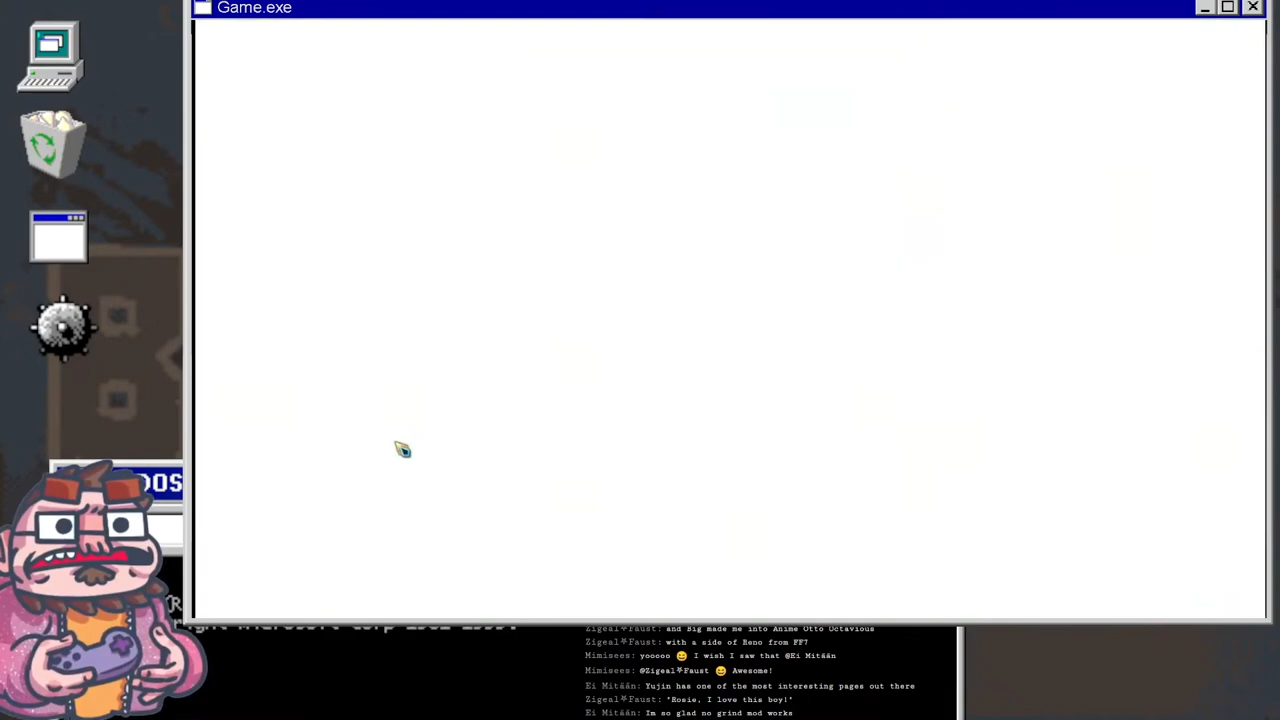 Game.exe
DOS
Zigeal⛧Faust: and Big made me into Anime Otto Octavious
Zigeal⛧Faust: with a side of Reno from FF7
Mimisees: yooooo 😄 I wish I saw that @Ei Mitään
Mimisees: @Zigeal⛧Faust 😄 Awesome!
Ei Mitään: Yujin has one of the most interesting pages out there
Zigeal⛧Faust: "Rosie, I love this boy!"
Ei Mitään: Im so glad no grind mod works